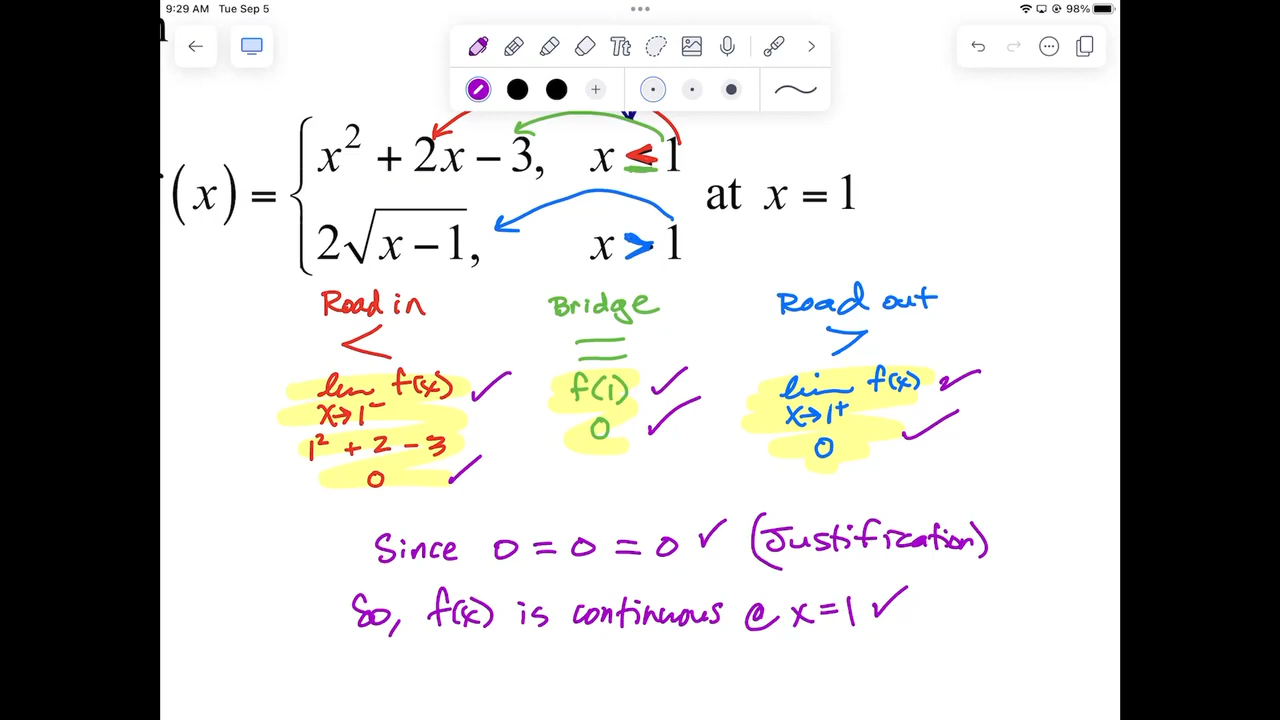 9:29 AM Tue Sep 5
98%
Tt
(x) = { x² + 2x − 3, x ≤ 1
2√(x − 1), x > 1
at x = 1
Road in
Bridge
Road out
<
=
>
lim f(x)
x→1⁻
f(1)
lim f(x)
x→1⁺
1² + 2 − 3
0
0
0
Since 0 = 0 = 0 ✓ (Justification)
So, f(x) is continuous @ x = 1 ✓